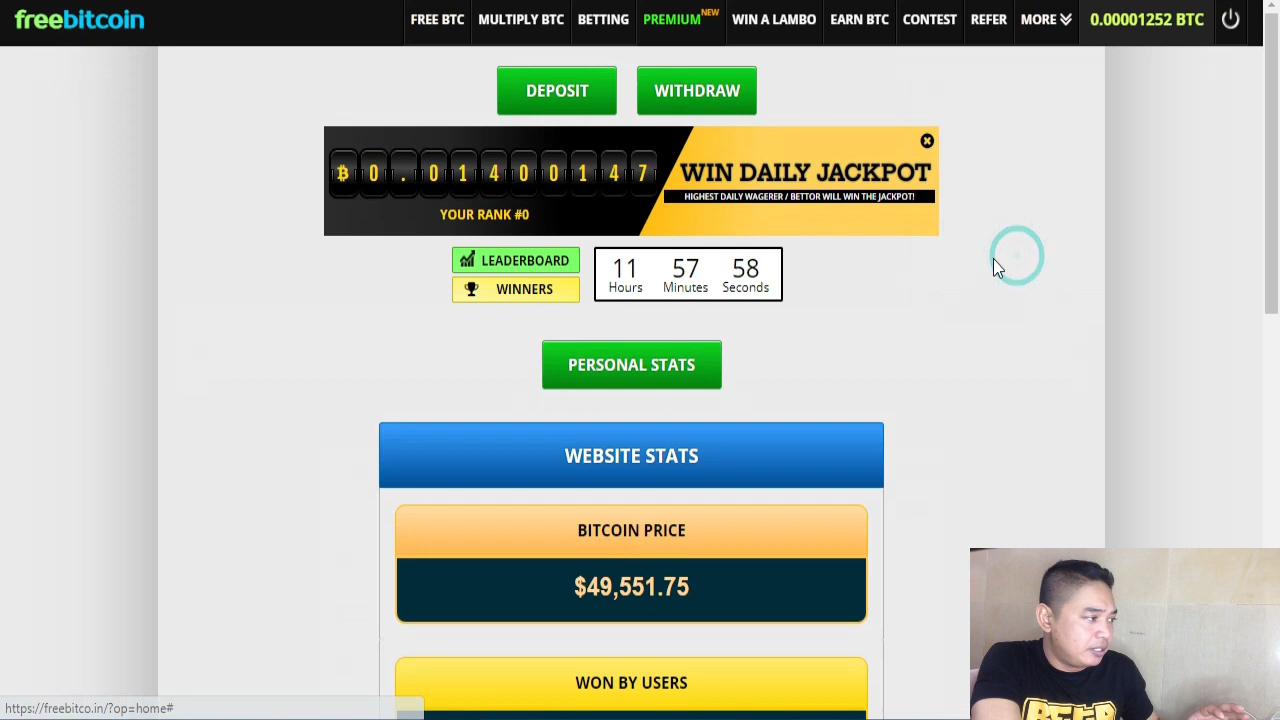 freebitcoin
FREE BTC
MULTIPLY BTC
BETTING
PREMIUM NEW
WIN A LAMBO
EARN BTC
CONTEST
REFER
MORE
0.00001252 BTC
DEPOSIT
WITHDRAW
0.01400147
YOUR RANK #0
WIN DAILY JACKPOT
HIGHEST DAILY WAGERER / BETTOR WILL WIN THE JACKPOT!
LEADERBOARD
WINNERS
11 57 58
Hours Minutes Seconds
PERSONAL STATS
WEBSITE STATS
BITCOIN PRICE
$49,551.75
WON BY USERS
https://freebitco.in/?op=home#